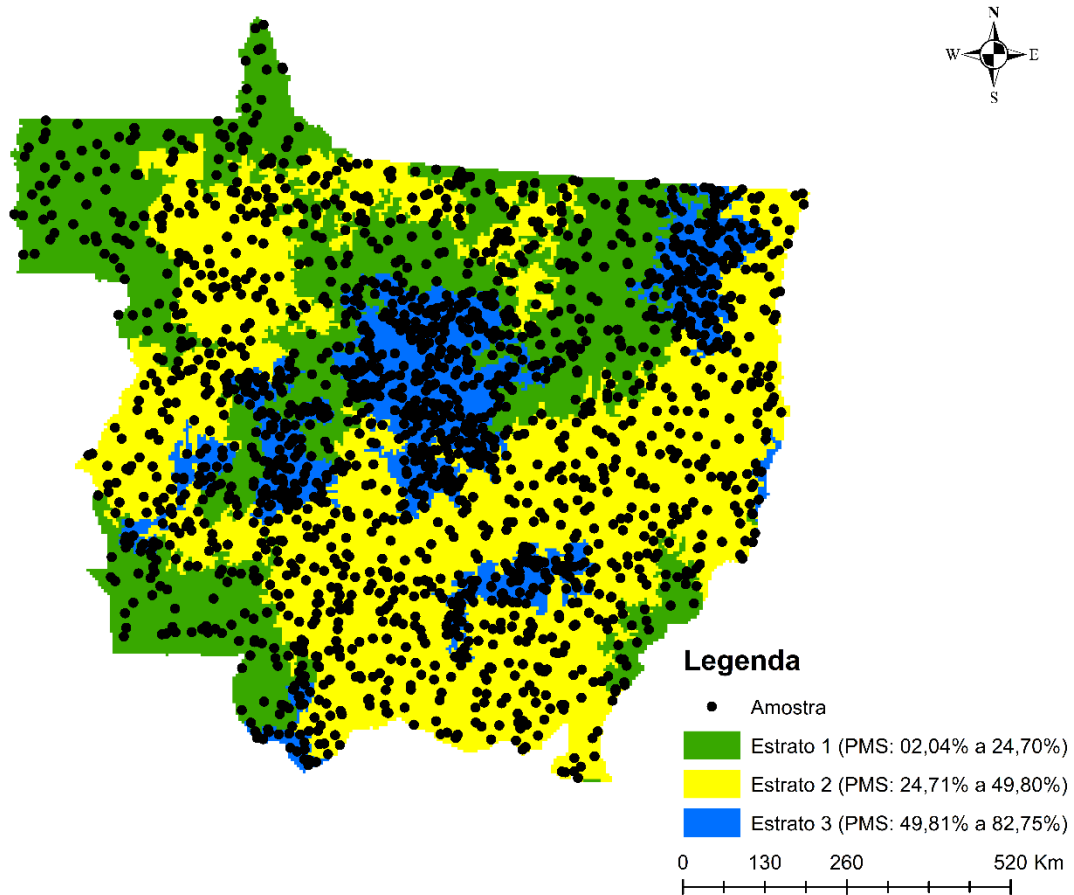 N
W E
S
Legenda
Amostra
Estrato 1 (PMS: 02,04% a 24,70%)
Estrato 2 (PMS: 24,71% a 49,80%)
Estrato 3 (PMS: 49,81% a 82,75%)
0 130 260 520 Km